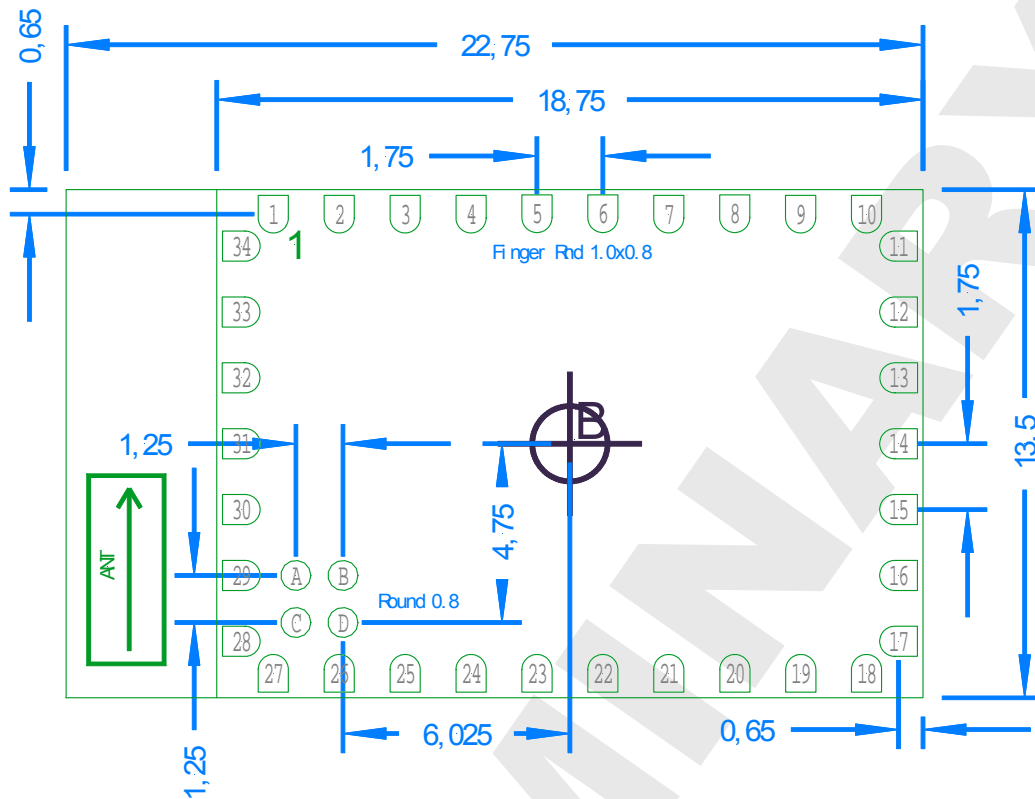 0,65
22,75
18,75
1,75
1 2 3 4 5 6 7 8 9 10
34 1 Finger Rnd 1.0x0.8 11
33 12
1,75
32 13
B
1,25 31 14
13,5
30 4,75 15
ANT
29 A B 16
Round 0.8
C D
28 17
27 26 25 24 23 22 21 20 19 18
6,025 0,65
1,25
MINARY